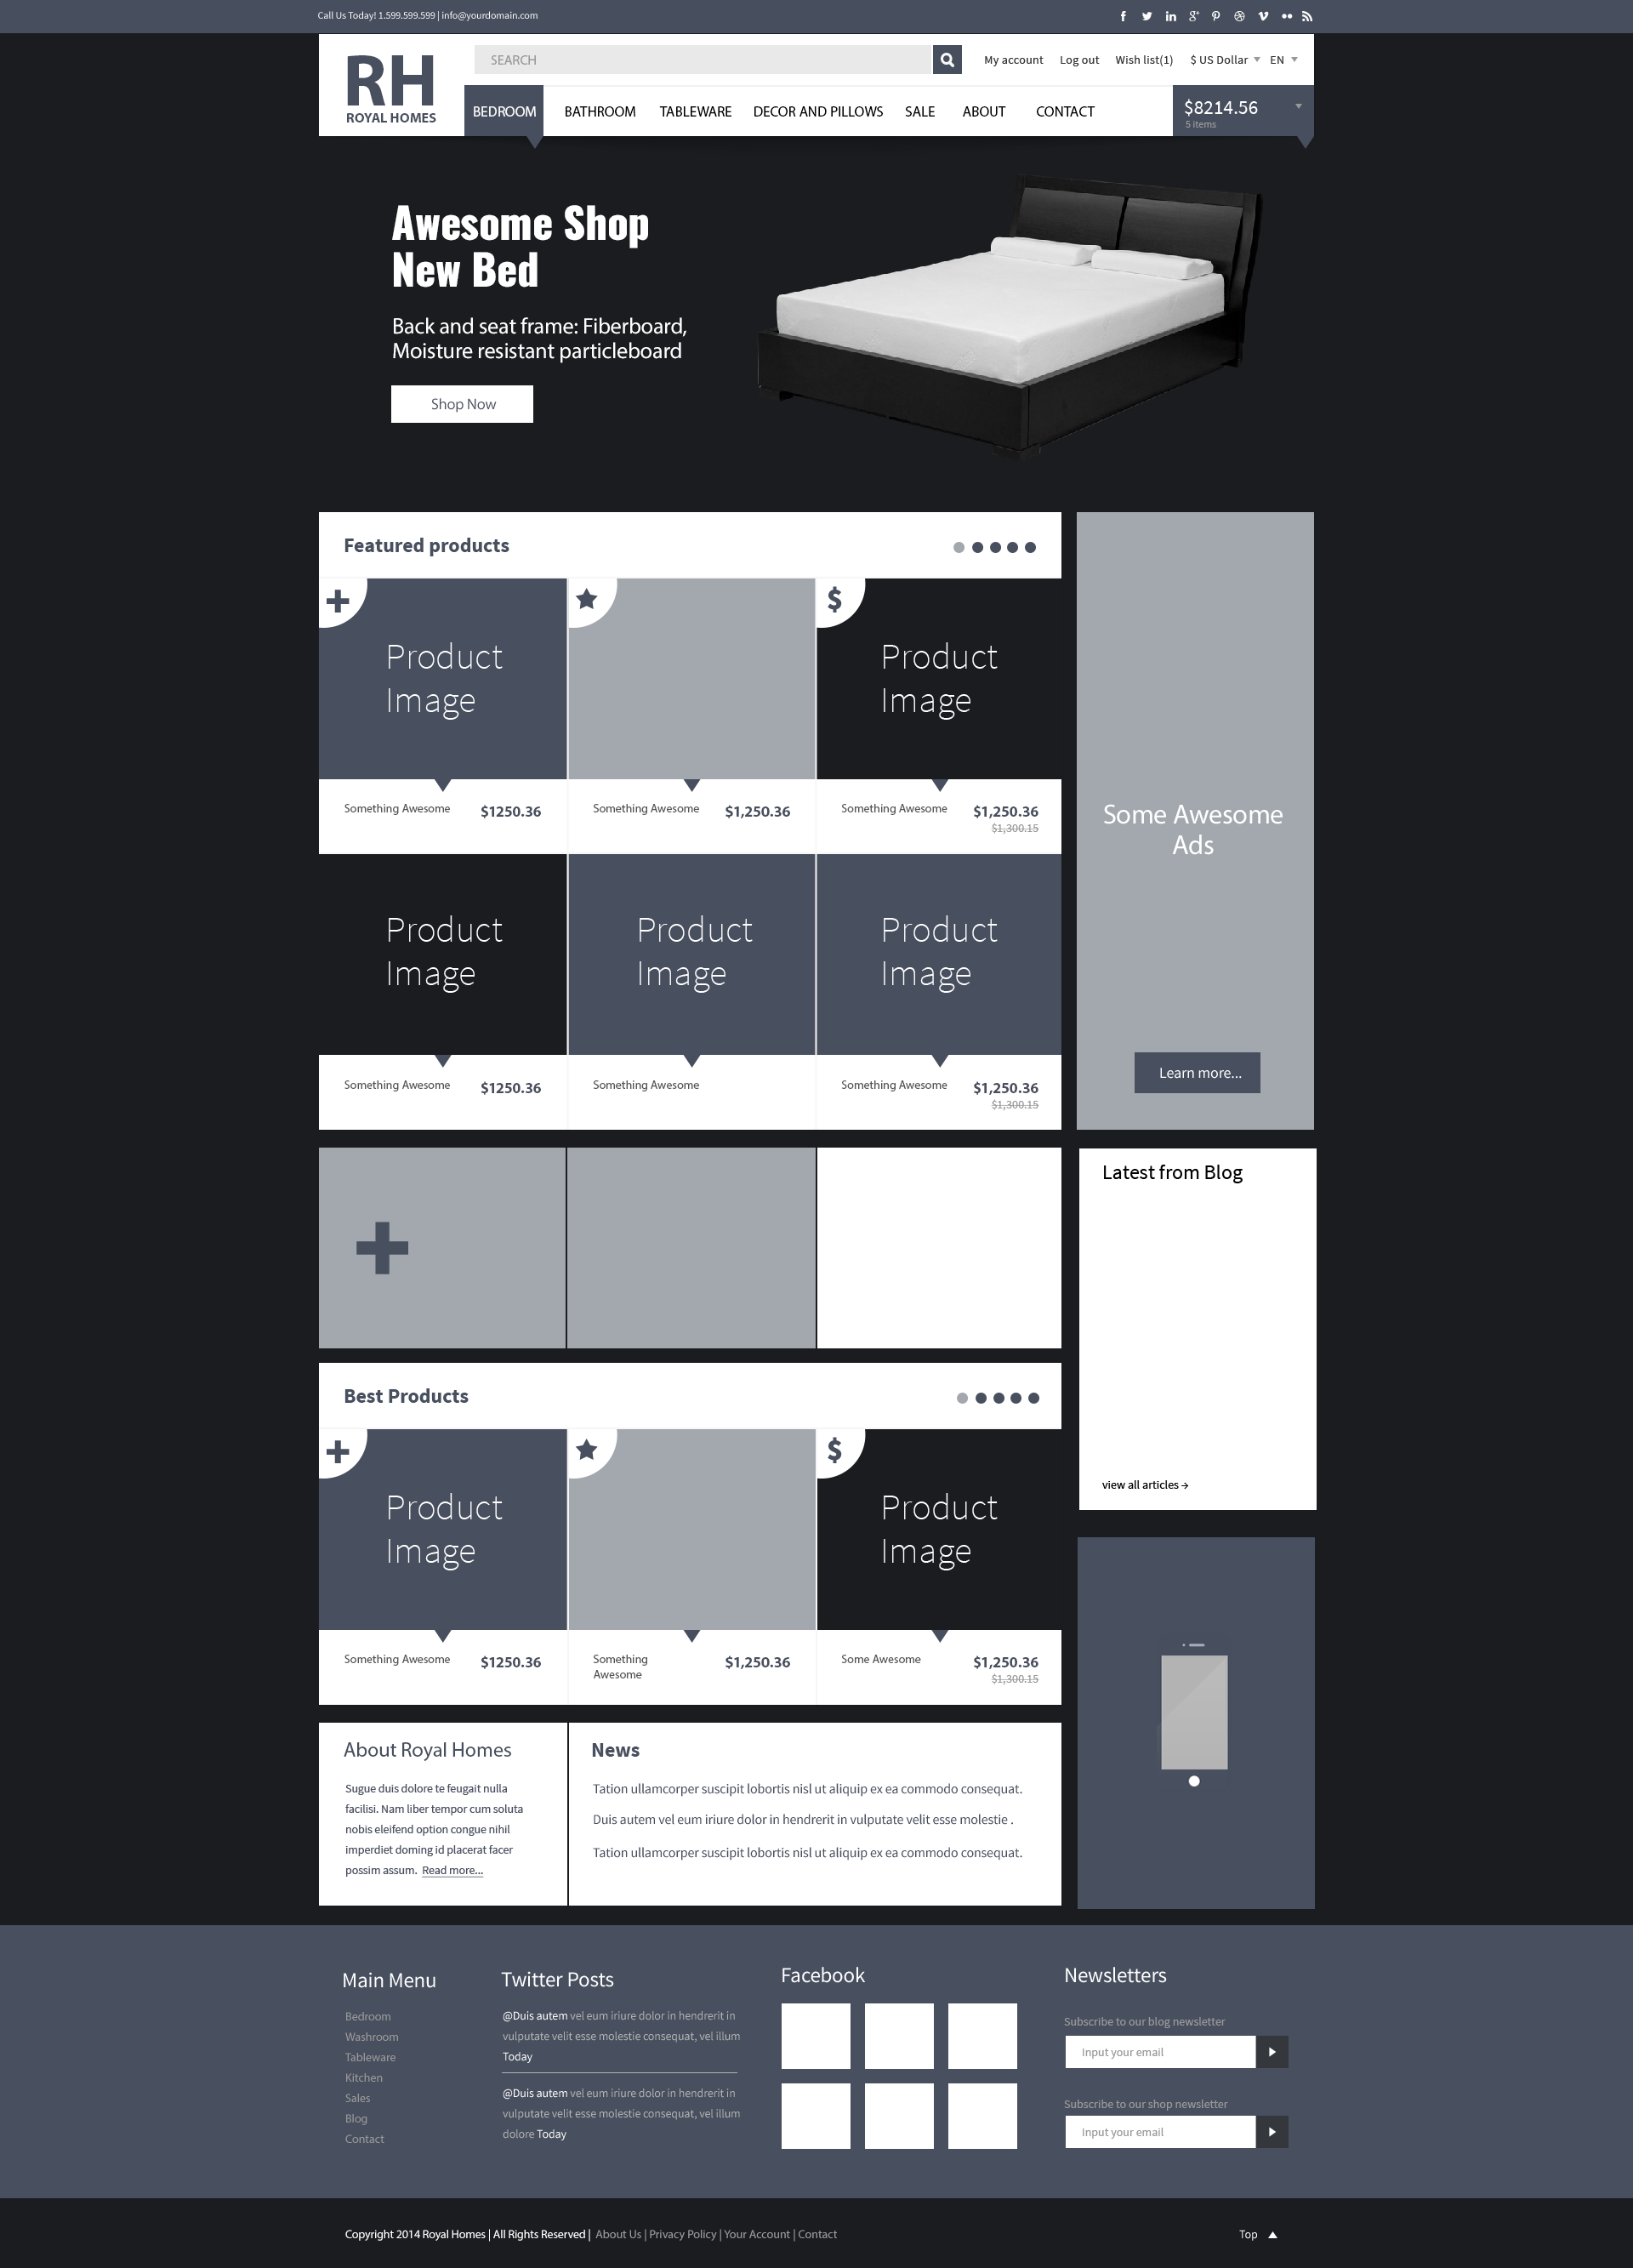 Call Us Today! 1.599.599.599 | info@yourdomain.com
RH
ROYAL HOMES
SEARCH
My account
Log out
Wish list(1)
$ US Dollar
EN
BEDROOM
BATHROOM
TABLEWARE
DECOR AND PILLOWS
SALE
ABOUT
CONTACT
$8214.56
5 items
Awesome Shop
New Bed
Back and seat frame: Fiberboard,
Moisture resistant particleboard
Shop Now
Featured products
$
Product
Image
Product
Image
Something Awesome
$1250.36
Something Awesome
$1,250.36
Something Awesome
$1,250.36
$1,300.15
Product
Image
Product
Image
Product
Image
Something Awesome
$1250.36
Something Awesome
Something Awesome
$1,250.36
$1,300.15
Some Awesome
Ads
Learn more...
Latest from Blog
view all articles →
Best Products
$
Product
Image
Product
Image
Something Awesome
$1250.36
Something
Awesome
$1,250.36
Some Awesome
$1,250.36
$1,300.15
About Royal Homes
Sugue duis dolore te feugait nulla
facilisi. Nam liber tempor cum soluta
nobis eleifend option congue nihil
imperdiet doming id placerat facer
possim assum. Read more...
News
Tation ullamcorper suscipit lobortis nisl ut aliquip ex ea commodo consequat.
Duis autem vel eum iriure dolor in hendrerit in vulputate velit esse molestie .
Tation ullamcorper suscipit lobortis nisl ut aliquip ex ea commodo consequat.
Main Menu
Bedroom
Washroom
Tableware
Kitchen
Sales
Blog
Contact
Twitter Posts
@Duis autem vel eum iriure dolor in hendrerit in
vulputate velit esse molestie consequat, vel illum
Today
@Duis autem vel eum iriure dolor in hendrerit in
vulputate velit esse molestie consequat, vel illum
dolore Today
Facebook
Newsletters
Subscribe to our blog newsletter
Input your email
Subscribe to our shop newsletter
Input your email
Copyright 2014 Royal Homes | All Rights Reserved | About Us | Privacy Policy | Your Account | Contact
Top